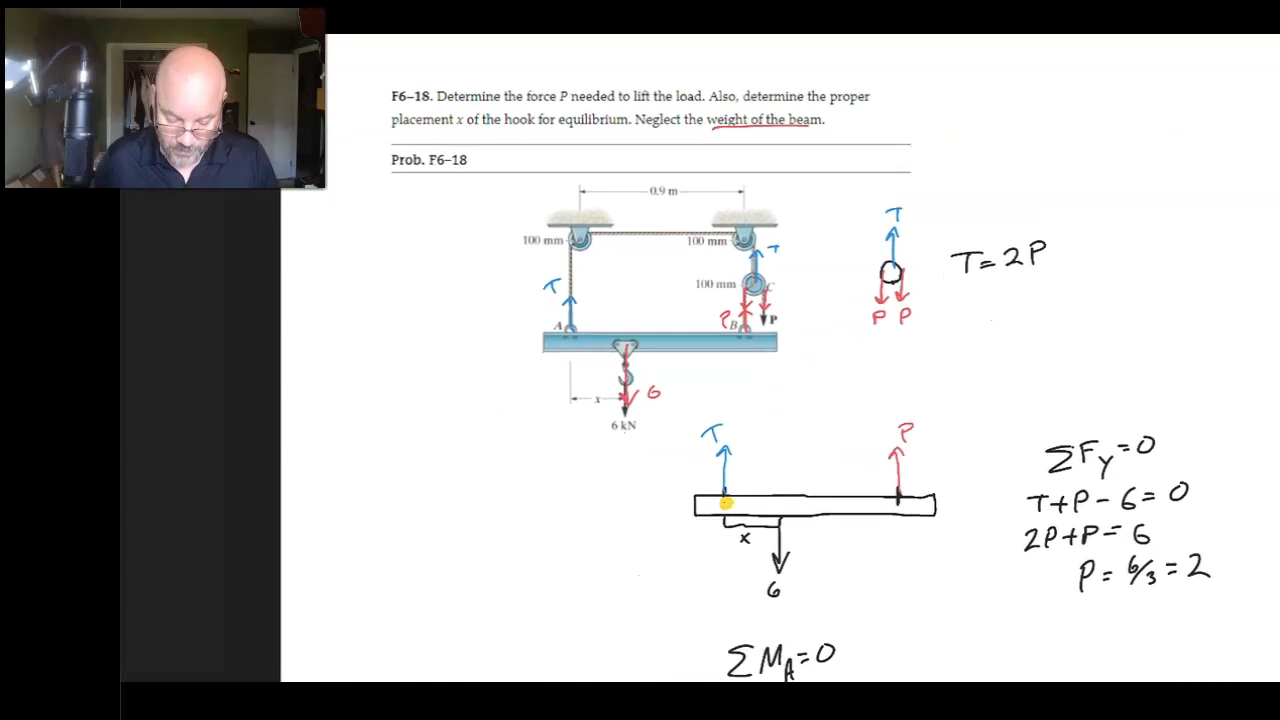 F6–18. Determine the force P needed to lift the load. Also, determine the proper
placement x of the hook for equilibrium. Neglect the weight of the beam.
Prob. F6–18
0.9 m
100 mm
100 mm
T
100 mm
C
T
P
B
P
A
x
6
6 kN
T
P P
T = 2P
T
P
x
6
ΣFy = 0
T + P - 6 = 0
2P + P = 6
P = 6/3 = 2
ΣMA = 0